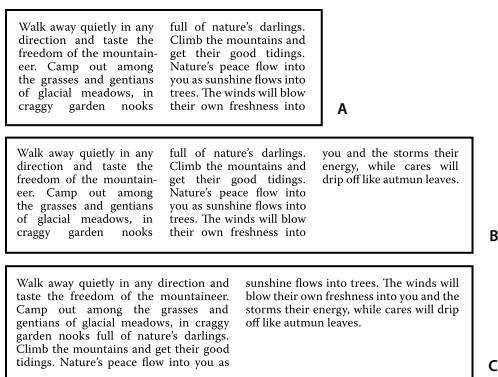 Walk away quietly in any
direction and taste the
freedom of the mountain-
eer. Camp out among
the grasses and gentians
of glacial meadows, in
craggy garden nooks
full of nature's darlings.
Climb the mountains and
get their good tidings.
Nature's peace flow into
you as sunshine flows into
trees. The winds will blow
their own freshness into
A
Walk away quietly in any
direction and taste the
freedom of the mountain-
eer. Camp out among
the grasses and gentians
of glacial meadows, in
craggy garden nooks
full of nature's darlings.
Climb the mountains and
get their good tidings.
Nature's peace flow into
you as sunshine flows into
trees. The winds will blow
their own freshness into
you and the storms their
energy, while cares will
drip off like autmun leaves.
B
Walk away quietly in any direction and
taste the freedom of the mountaineer.
Camp out among the grasses and
gentians of glacial meadows, in craggy
garden nooks full of nature's darlings.
Climb the mountains and get their good
tidings. Nature's peace flow into you as
sunshine flows into trees. The winds will
blow their own freshness into you and the
storms their energy, while cares will drip
off like autmun leaves.
C